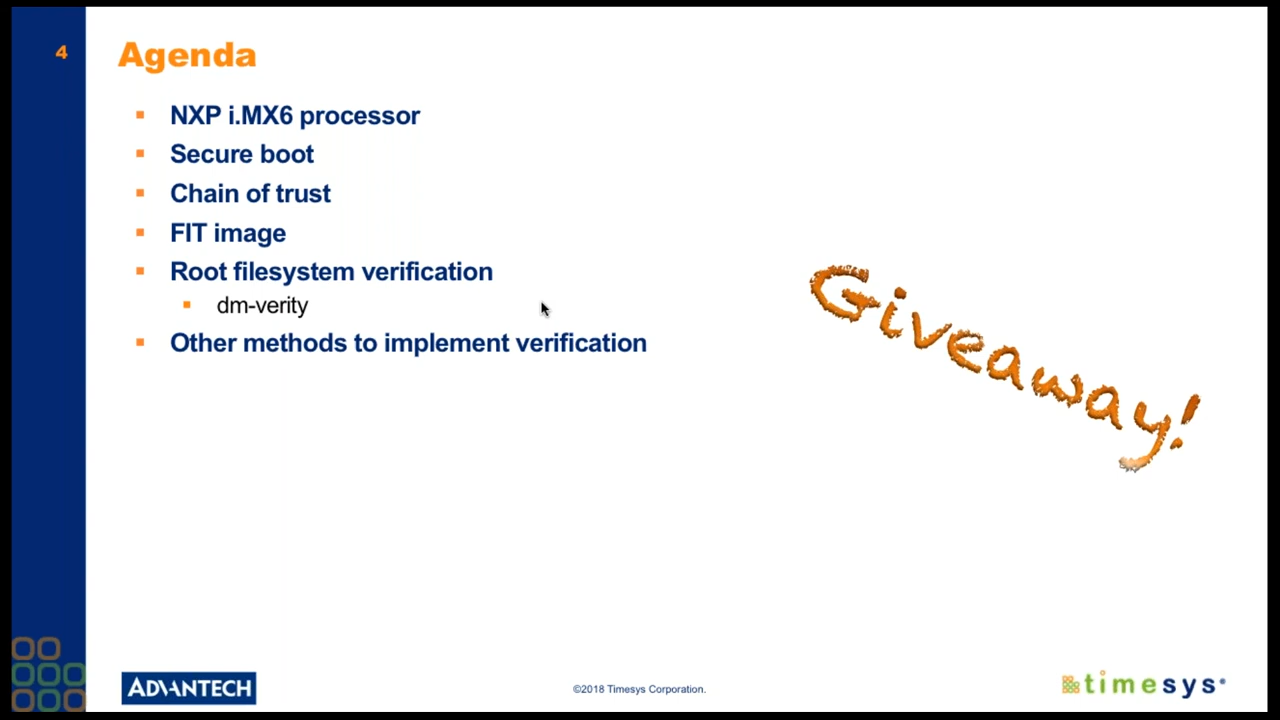 4
Agenda
NXP i.MX6 processor
Secure boot
Chain of trust
FIT image
Root filesystem verification
dm-verity
Other methods to implement verification
Giveaway!
ADVANTECH
©2018 Timesys Corporation.
timesys®